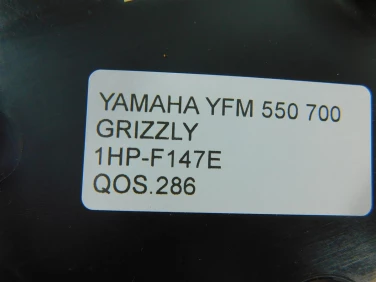 YAMAHA YFM 550 700
GRIZZLY
1HP-F147E
QOS.286